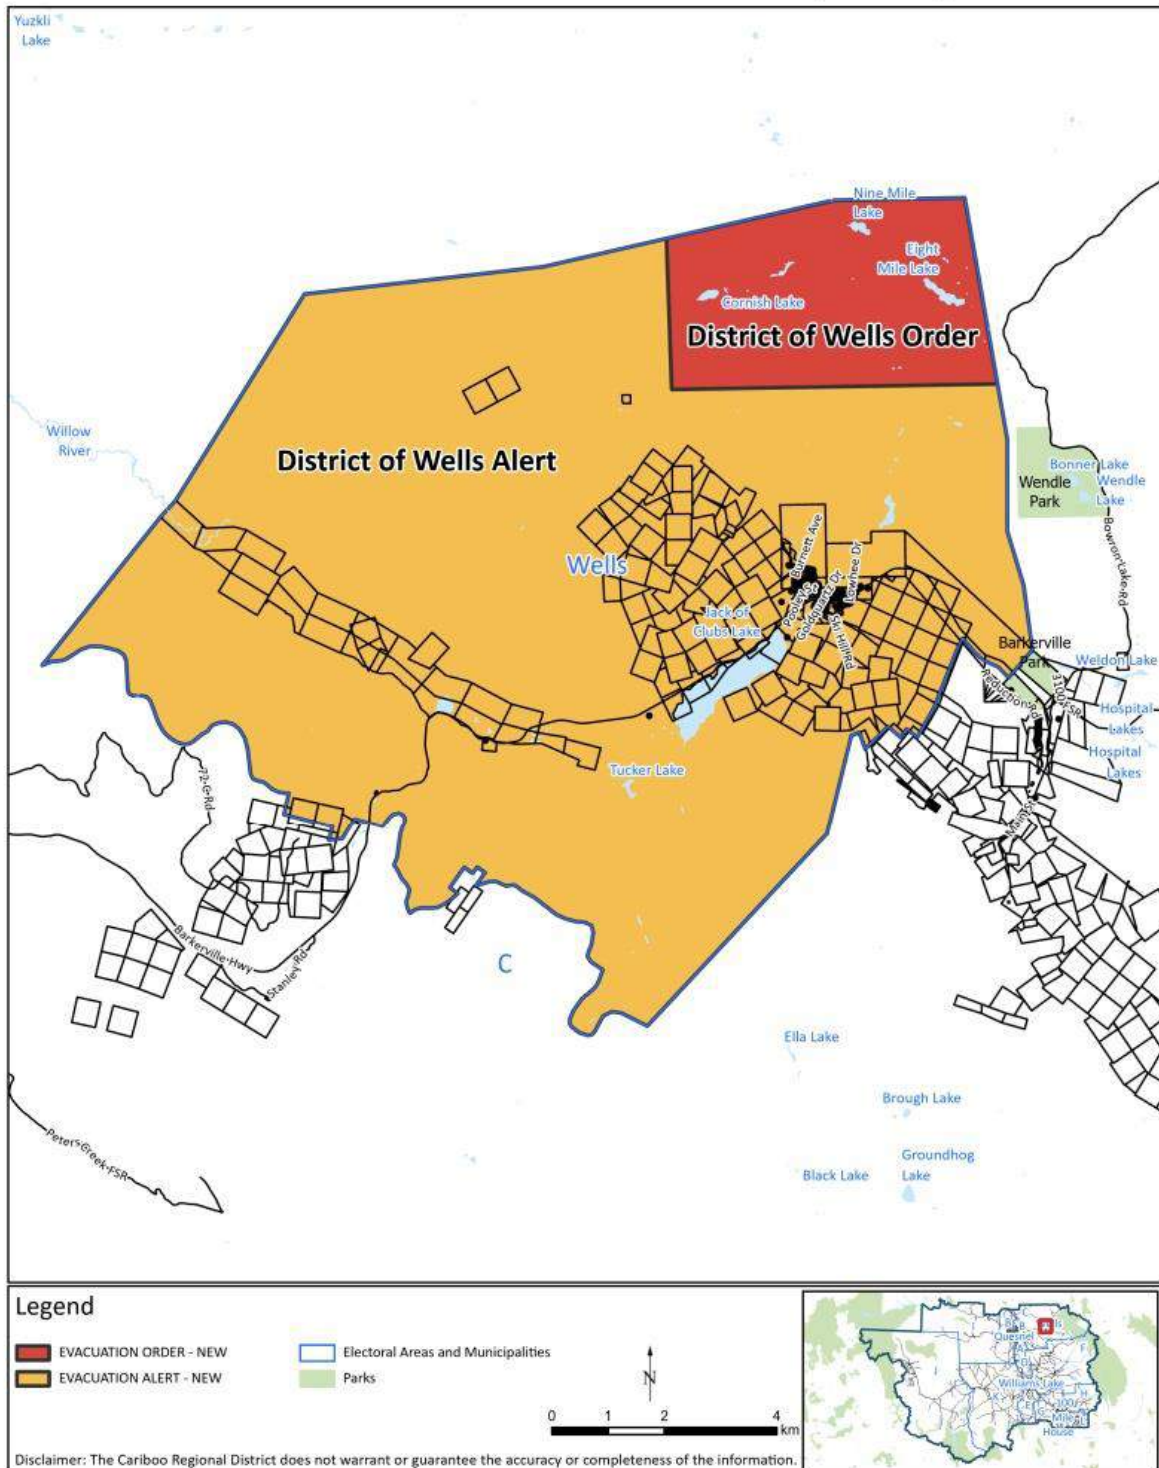 Yuzkli
Lake
Nine Mile
Lake
Eight
Mile Lake
Cornish Lake
District of Wells Order
Willow
River
District of Wells Alert
Bonner Lake
Wendle
Park
Wendle
Lake
Bowron Lake Rd
Wells
Burnett Ave
Lowhee Dr
Goldquartz Dr
Ski Hill Rd
Jack of
Clubs Lake
Barkerville
Park
Weldon Lake
Reduction Rd
3100 FSR
Hospital
Lakes
Hospital
Lakes
Tucker Lake
Main St
Barkerville Hwy
Stanley Rd
C
Ella Lake
Brough Lake
Peters Creek FSR
Groundhog
Lake
Black Lake
Legend
EVACUATION ORDER - NEW
EVACUATION ALERT - NEW
Electoral Areas and Municipalities
Parks
N
0 1 2 4
km
Quesnel
Williams Lake
100
Mile
House
Disclaimer: The Cariboo Regional District does not warrant or guarantee the accuracy or completeness of the information.